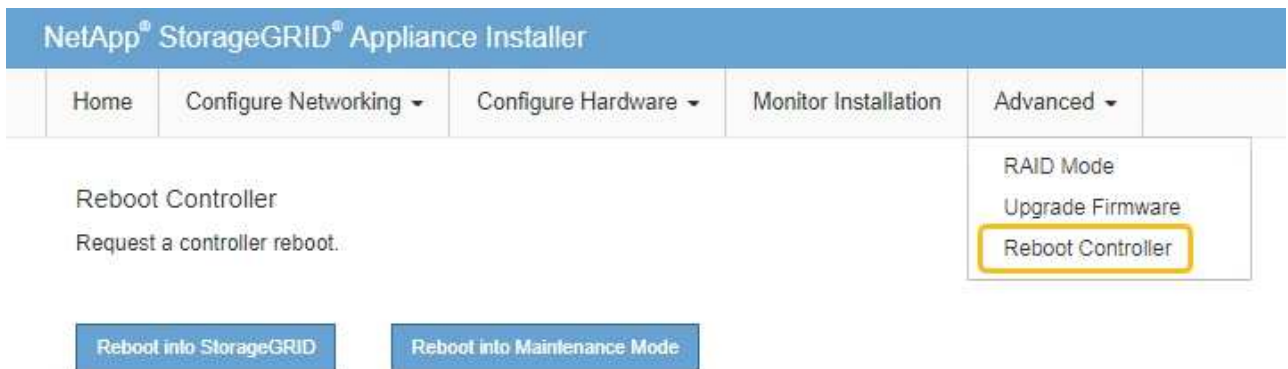 NetApp® StorageGRID® Appliance Installer
Home Configure Networking Configure Hardware Monitor Installation Advanced
RAID Mode
Upgrade Firmware
Reboot Controller
Reboot Controller
Request a controller reboot.
Reboot into StorageGRID Reboot into Maintenance Mode